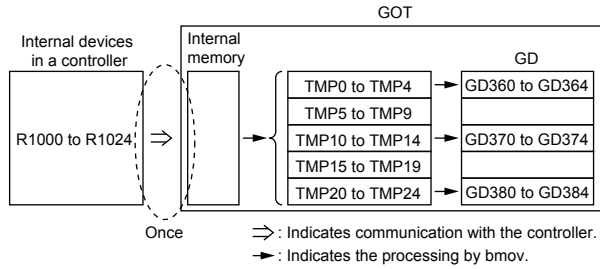 GOT
Internal devices
in a controller
Internal
memory
GD
R1000 to R1024
TMP0 to TMP4
GD360 to GD364
TMP5 to TMP9
TMP10 to TMP14
GD370 to GD374
TMP15 to TMP19
TMP20 to TMP24
GD380 to GD384
Once
: Indicates communication with the controller.
: Indicates the processing by bmov.